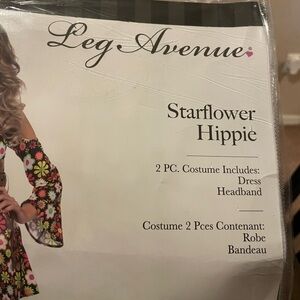 Leg Avenue
Starflower
Hippie
2 PC. Costume Includes:
Dress
Headband
Costume 2 Pces Contenant:
Robe
Bandeau